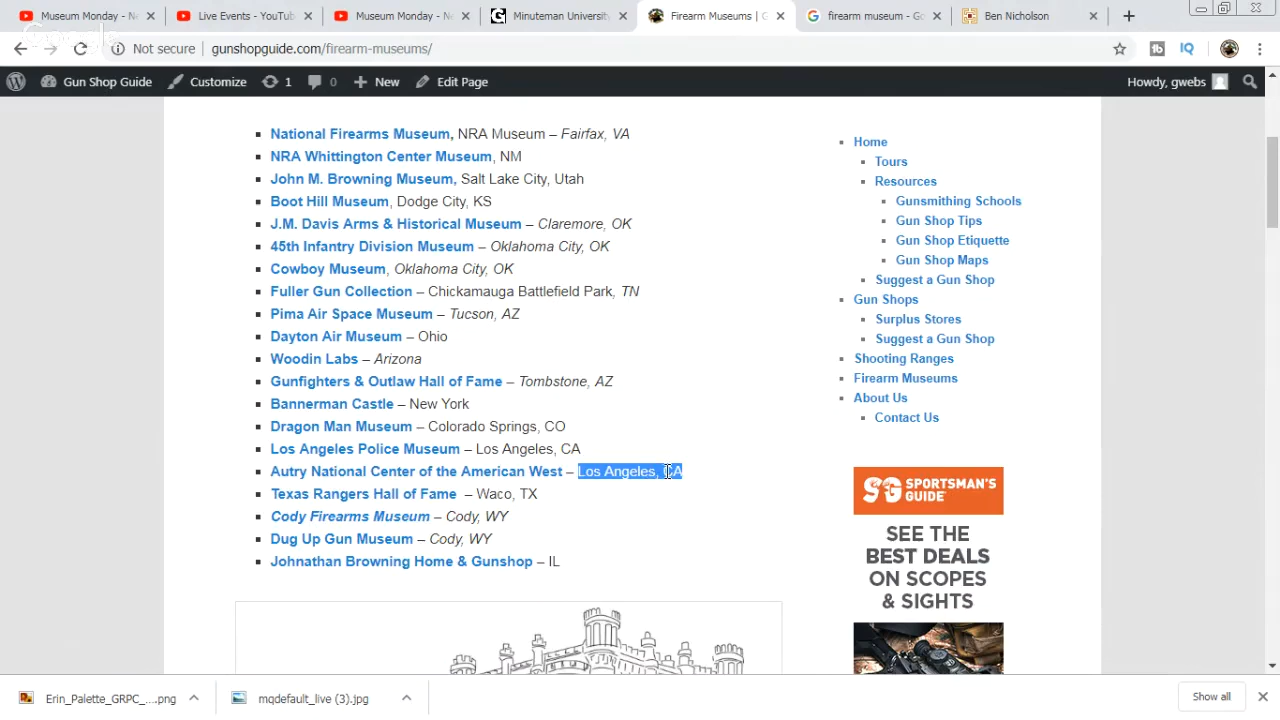 Museum Monday - Ne
Live Events - YouTub
Museum Monday - Ne
Minuteman University
Firearm Museums | G
firearm museum - Go
Ben Nicholson
Not secure | gunshopguide.com/firearm-museums/
Gun Shop Guide Customize 1 0 New Edit Page Howdy, gwebs
National Firearms Museum, NRA Museum – Fairfax, VA
NRA Whittington Center Museum, NM
John M. Browning Museum, Salt Lake City, Utah
Boot Hill Museum, Dodge City, KS
J.M. Davis Arms & Historical Museum – Claremore, OK
45th Infantry Division Museum – Oklahoma City, OK
Cowboy Museum, Oklahoma City, OK
Fuller Gun Collection – Chickamauga Battlefield Park, TN
Pima Air Space Museum – Tucson, AZ
Dayton Air Museum – Ohio
Woodin Labs – Arizona
Gunfighters & Outlaw Hall of Fame – Tombstone, AZ
Bannerman Castle – New York
Dragon Man Museum – Colorado Springs, CO
Los Angeles Police Museum – Los Angeles, CA
Autry National Center of the American West – Los Angeles, CA
Texas Rangers Hall of Fame – Waco, TX
Cody Firearms Museum – Cody, WY
Dug Up Gun Museum – Cody, WY
Johnathan Browning Home & Gunshop – IL
Home
Tours
Resources
Gunsmithing Schools
Gun Shop Tips
Gun Shop Etiquette
Gun Shop Maps
Suggest a Gun Shop
Gun Shops
Surplus Stores
Suggest a Gun Shop
Shooting Ranges
Firearm Museums
About Us
Contact Us
SG SPORTSMAN'S
GUIDE
SEE THE
BEST DEALS
ON SCOPES
& SIGHTS
Erin_Palette_GRPC_....png
mqdefault_live (3).jpg
Show all